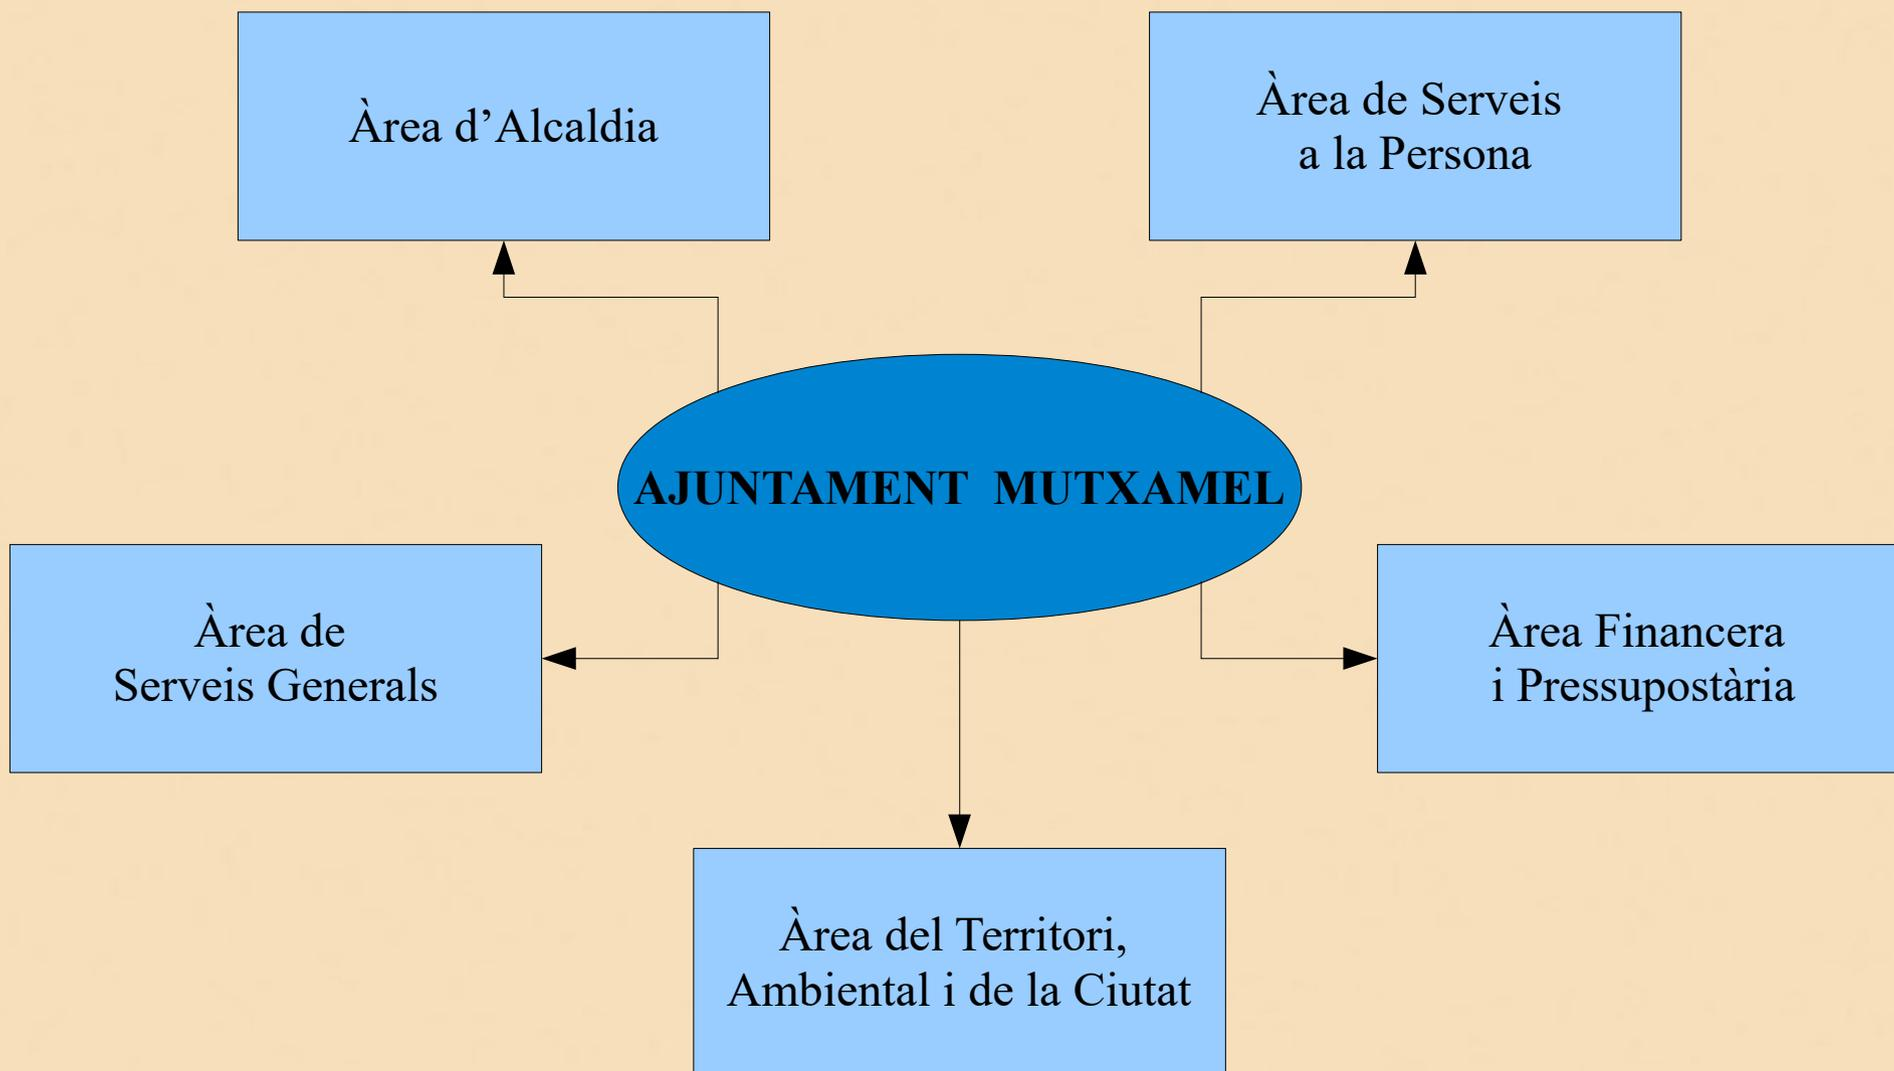 Àrea d’Alcaldia
Àrea de Serveis
a la Persona
AJUNTAMENT MUTXAMEL
Àrea de
Serveis Generals
Àrea Financera
i Pressupostària
Àrea del Territori,
Ambiental i de la Ciutat